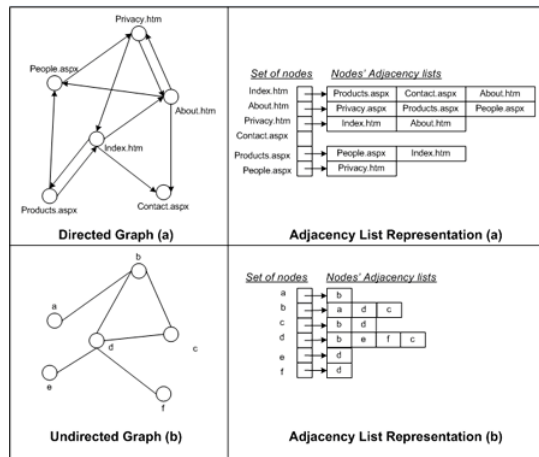 Privacy.htm
People.aspx
About.htm
Index.htm
Products.aspx
Contact.aspx
Directed Graph (a)
Set of nodes Nodes' Adjacency lists
Index.htm Products.aspx Contact.aspx About.htm
About.htm Privacy.aspx Products.aspx People.aspx
Privacy.htm Index.htm About.htm
Contact.aspx
Products.aspx People.aspx Index.htm
People.aspx Privacy.htm
Adjacency List Representation (a)
b
a
d
c
e
f
Undirected Graph (b)
Set of nodes Nodes' Adjacency lists
a b
b a d c
c b d
d b e f c
e d
f d
Adjacency List Representation (b)